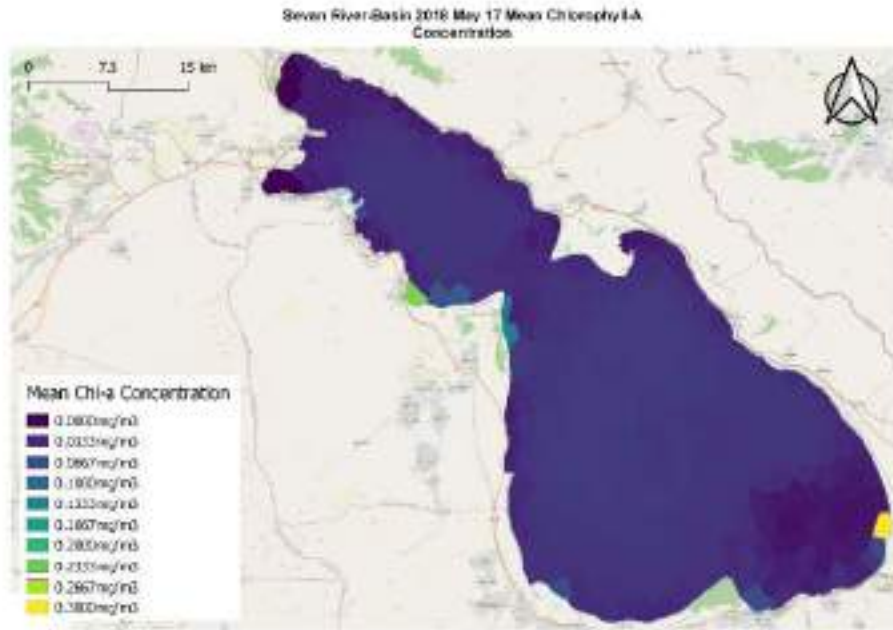 Sevan River-Basin 2018 May 17 Mean Chlorophyll-A
Concentration
0 7.5 15 km
Mean Chl-a Concentration
0.0000mg/m3
0.0333mg/m3
0.0667mg/m3
0.1000mg/m3
0.1333mg/m3
0.1667mg/m3
0.2000mg/m3
0.2333mg/m3
0.2667mg/m3
0.3000mg/m3